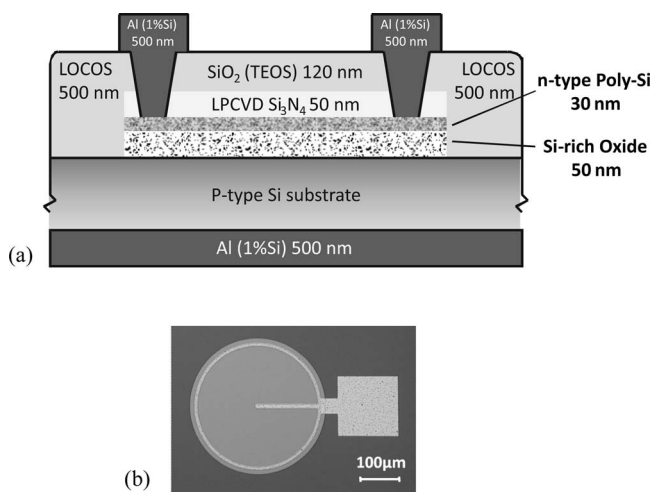 Al (1%Si)
500 nm
Al (1%Si)
500 nm
LOCOS
500 nm
SiO₂ (TEOS) 120 nm
LOCOS
500 nm
LPCVD Si₃N₄ 50 nm
n-type Poly-Si
30 nm
Si-rich Oxide
50 nm
P-type Si substrate
Al (1%Si) 500 nm
(a)
100μm
(b)